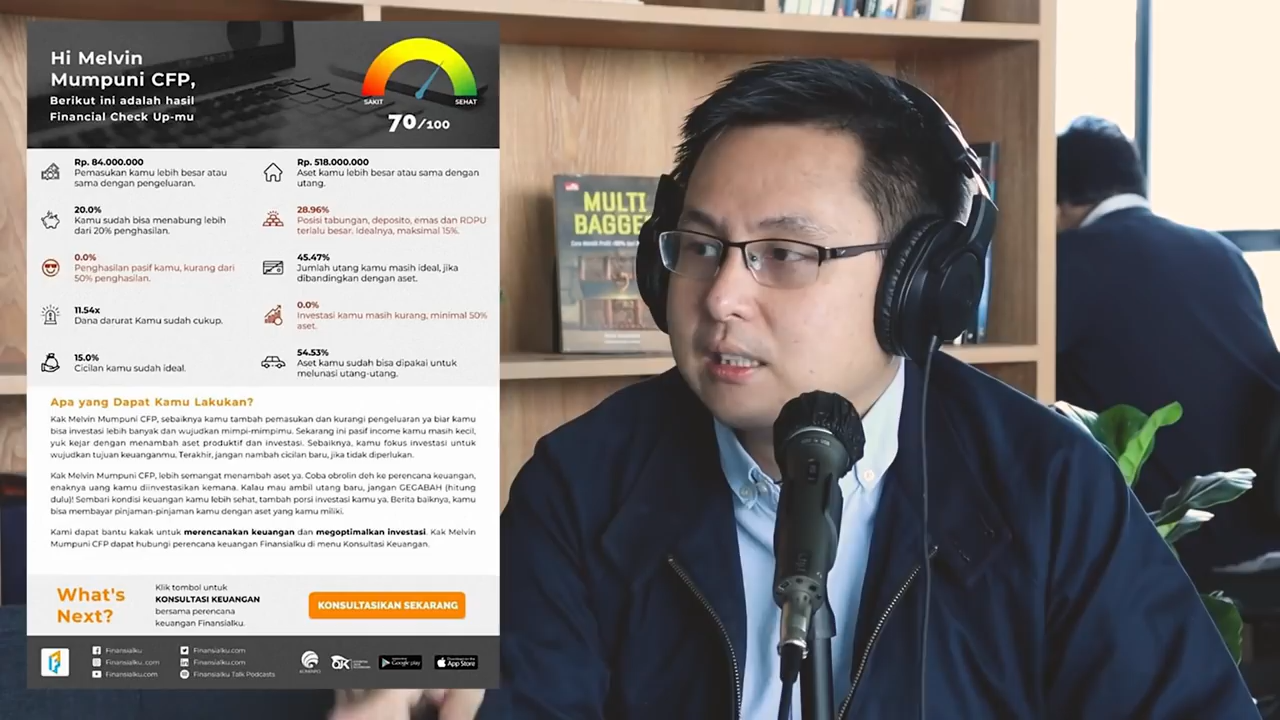 Hi Melvin
Mumpuni CFP,
Berikut ini adalah hasil
Financial Check Up-mu
SAKIT
SEHAT
70/100
Rp. 84.000.000
Pemasukan kamu lebih besar atau
sama dengan pengeluaran.
20.0%
Kamu sudah bisa menabung lebih
dari 20% penghasilan.
0.0%
Penghasilan pasif kamu, kurang dari
50% penghasilan.
11.54x
Dana darurat Kamu sudah cukup.
15.0%
Cicilan kamu sudah ideal.
Rp. 518.000.000
Aset kamu lebih besar atau sama dengan
utang.
28.96%
Posisi tabungan, deposito, emas dan RDPU
terlalu besar. Idealnya, maksimal 15%.
45.47%
Jumlah utang kamu masih ideal, jika
dibandingkan dengan aset.
0.0%
Investasi kamu masih kurang, minimal 50%
aset.
54.53%
Aset kamu sudah bisa dipakai untuk
melunasi utang-utang.
Apa yang Dapat Kamu Lakukan?
Kak Melvin Mumpuni CFP, sebaiknya kamu tambah pemasukan dan kurangi pengeluaran ya biar kamu
bisa investasi lebih banyak dan wujudkan mimpi-mimpimu. Sekarang ini pasif income kamu masih kecil,
yuk kejar dengan menambah aset produktif dan investasi. Sebaiknya, kamu fokus investasi untuk
wujudkan tujuan keuanganmu. Terakhir, jangan nambah cicilan baru, jika tidak diperlukan.
Kak Melvin Mumpuni CFP, lebih semangat menambah aset ya. Coba obrolin deh ke perencana keuangan,
enaknya uang kamu diinvestasikan kemana. Kalau mau ambil utang baru, jangan GEGABAH (hitung
dulu)! Sembari kondisi keuangan kamu lebih sehat, tambah porsi investasi kamu ya. Berita baiknya, kamu
bisa membayar pinjaman-pinjaman kamu dengan aset yang kamu miliki.
Kami dapat bantu kakak untuk merencanakan keuangan dan megoptimalkan investasi. Kak Melvin
Mumpuni CFP dapat hubungi perencana keuangan Finansialku di menu Konsultasi Keuangan.
What's
Next?
Klik tombol untuk
KONSULTASI KEUANGAN
bersama perencana
keuangan Finansialku.
KONSULTASIKAN SEKARANG
Finansialku
Finansialku_com
Finansialku.com
Finansialku.com
Finansialku.com
Finansialku Talk Podcasts
Google play
App Store
MULTI
BAGGE